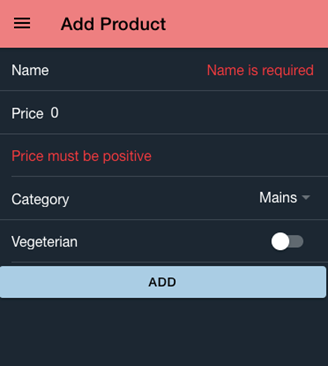 Add Product
Name Name is required
Price 0
Price must be positive
Category Mains
Vegeterian
ADD